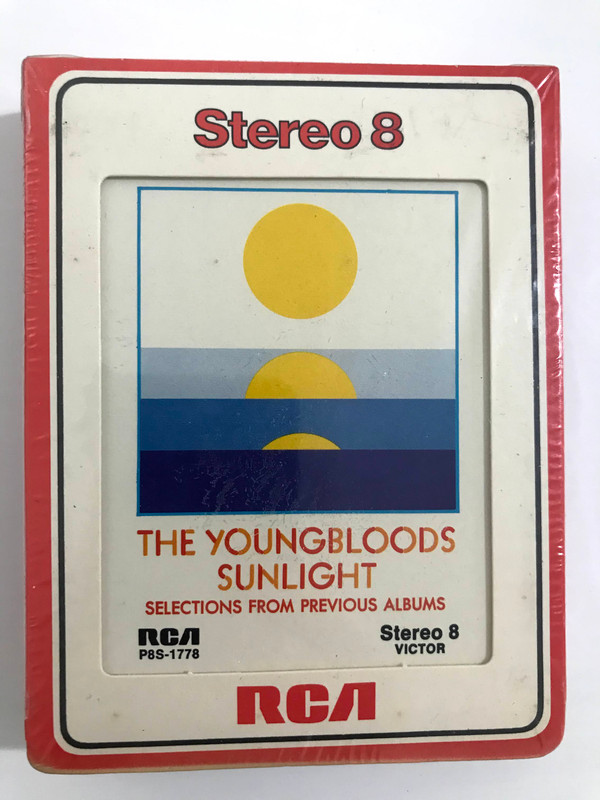 Stereo 8
THE YOUNGBLOODS
SUNLIGHT
SELECTIONS FROM PREVIOUS ALBUMS
RCA
P8S-1778
Stereo 8
VICTOR
RCA